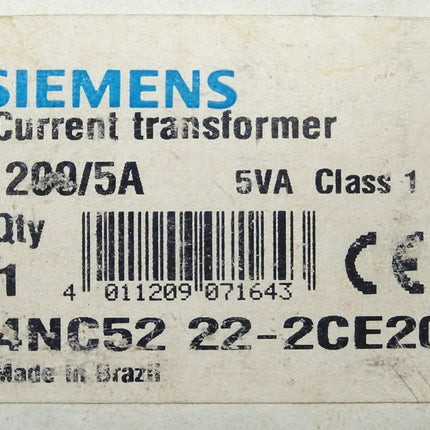 SIEMENS
Current transformer
200/5A 5VA Class 1
Qty
1
CE
4 011209 071643
4NC52 22-2CE20
Made in Brazil